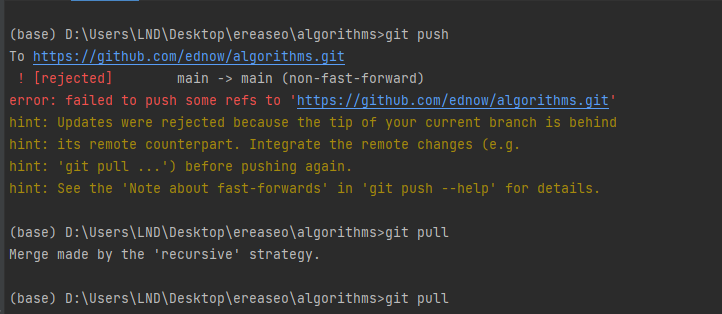 (base) D:\Users\LND\Desktop\ereaseo\algorithms>git push
To https://github.com/ednow/algorithms.git
! [rejected] main -> main (non-fast-forward)
error: failed to push some refs to 'https://github.com/ednow/algorithms.git'
hint: Updates were rejected because the tip of your current branch is behind
hint: its remote counterpart. Integrate the remote changes (e.g.
hint: 'git pull ...') before pushing again.
hint: See the 'Note about fast-forwards' in 'git push --help' for details.
(base) D:\Users\LND\Desktop\ereaseo\algorithms>git pull
Merge made by the 'recursive' strategy.
(base) D:\Users\LND\Desktop\ereaseo\algorithms>git pull